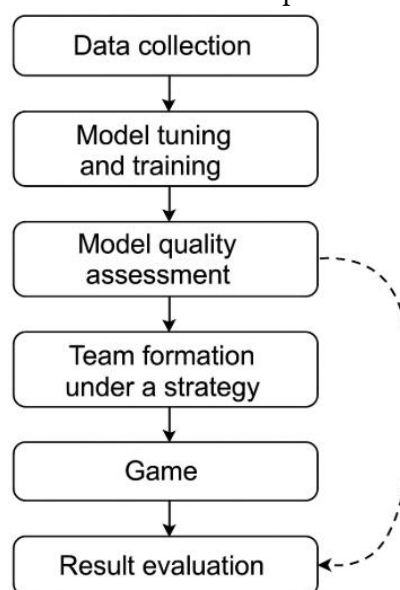 Data collection
Model tuning
and training
Model quality
assessment
Team formation
under a strategy
Game
Result evaluation